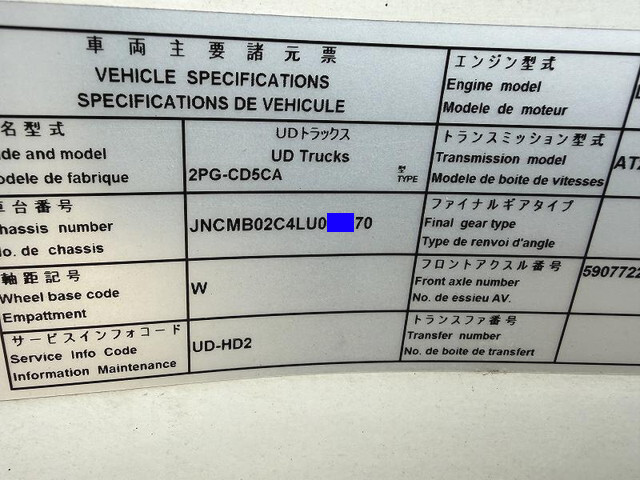 車両主要諸元票
VEHICLE SPECIFICATIONS
SPECIFICATIONS DE VEHICULE
エンジン型式
Engine model
Modele de moteur
名型式
and model
de fabrique
UDトラックス
UD Trucks
2PG-CD5CA
型
TYPE
トランスミッション型式
Transmission model
Modele de boite de vitesses
AT
台番号
hassis number
No. de chassis
JNCMB02C4LU0 70
ファイナルギアタイプ
Final gear type
Type de renvoi d'angle
軸距記号
Wheel base code
Empattment
W
フロントアクスル番号
Front axle number
No. de essieu AV.
5907722
サービスインフォコード
Service Info Code
Information Maintenance
UD-HD2
トランスファ番号
Transfer number
No. de boite de transfert